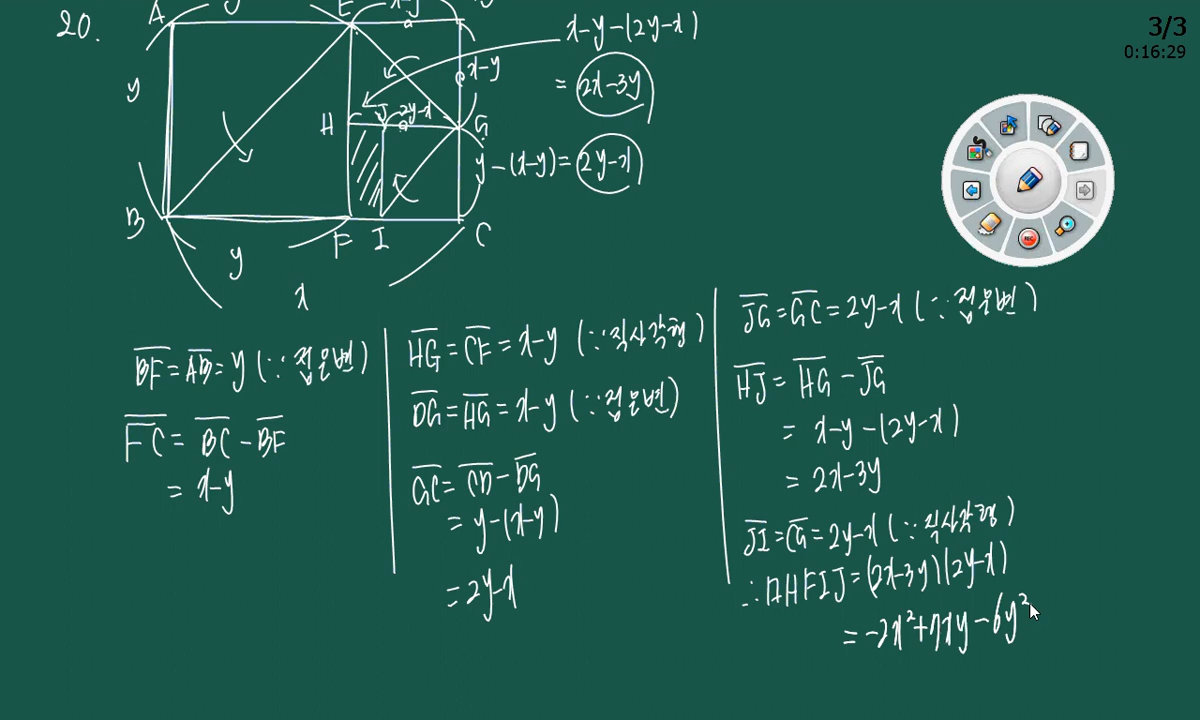 20.
A
E
x-y
y
x-y
H
J
2y-x
G
B
F
I
C
y
x
x-y-(2y-x)
= 2x-3y
y-(x-y)= 2y-x
3/3
0:16:29
REC
BF=AB=y (∵접은변)
FC = BC-BF
= x-y
HG=CF=x-y (∵직사각형)
DG=HG=x-y (∵접은변)
GC=CD-DG
=y-(x-y)
=2y-x
JG=GC=2y-x (∵접은변)
HJ= HG-JG
= x-y-(2y-x)
= 2x-3y
JI=CG=2y-x (∵직사각형)
∴□HFIJ=(2x-3y)(2y-x)
=-2x²+7xy-6y²